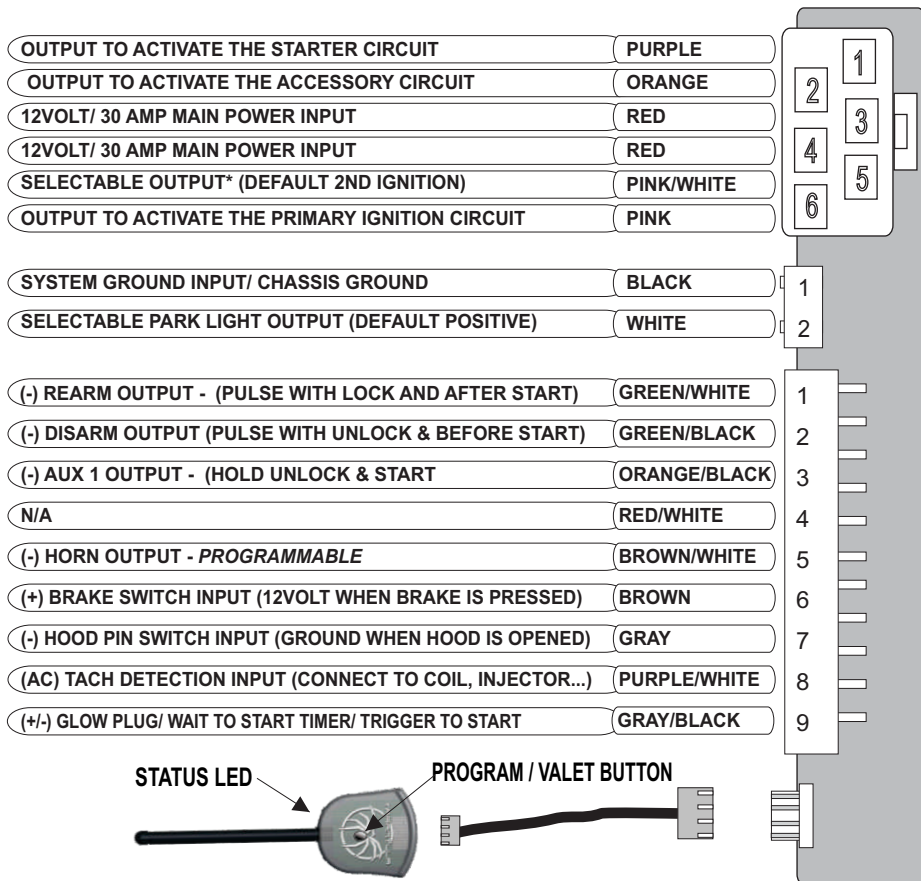 OUTPUT TO ACTIVATE THE STARTER CIRCUIT PURPLE 1
OUTPUT TO ACTIVATE THE ACCESSORY CIRCUIT ORANGE 2
12VOLT/ 30 AMP MAIN POWER INPUT RED 3
12VOLT/ 30 AMP MAIN POWER INPUT RED 4
SELECTABLE OUTPUT* (DEFAULT 2ND IGNITION) PINK/WHITE 5
OUTPUT TO ACTIVATE THE PRIMARY IGNITION CIRCUIT PINK 6
SYSTEM GROUND INPUT/ CHASSIS GROUND BLACK 1
SELECTABLE PARK LIGHT OUTPUT (DEFAULT POSITIVE) WHITE 2
(-) REARM OUTPUT - (PULSE WITH LOCK AND AFTER START) GREEN/WHITE 1
(-) DISARM OUTPUT (PULSE WITH UNLOCK & BEFORE START) GREEN/BLACK 2
(-) AUX 1 OUTPUT - (HOLD UNLOCK & START ORANGE/BLACK 3
N/A RED/WHITE 4
(-) HORN OUTPUT - PROGRAMMABLE BROWN/WHITE 5
(+) BRAKE SWITCH INPUT (12VOLT WHEN BRAKE IS PRESSED) BROWN 6
(-) HOOD PIN SWITCH INPUT (GROUND WHEN HOOD IS OPENED) GRAY 7
(AC) TACH DETECTION INPUT (CONNECT TO COIL, INJECTOR...) PURPLE/WHITE 8
(+/-) GLOW PLUG/ WAIT TO START TIMER/ TRIGGER TO START GRAY/BLACK 9
STATUS LED PROGRAM / VALET BUTTON